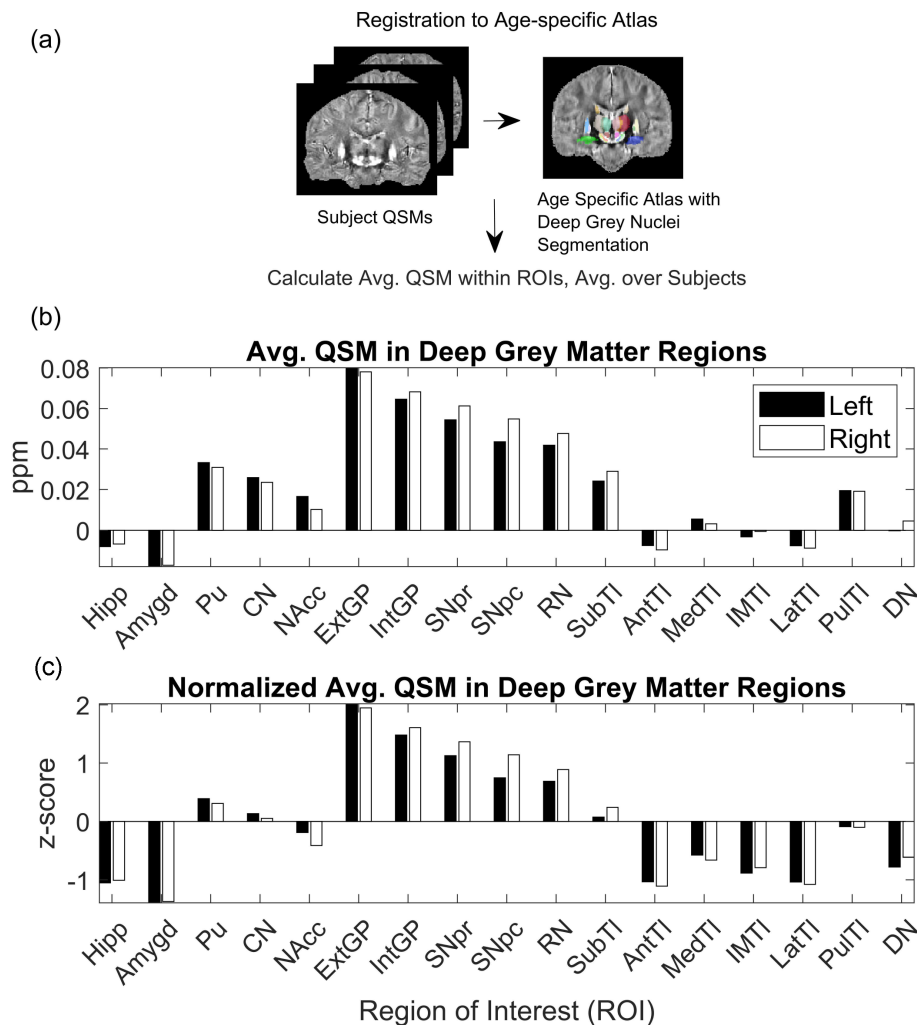 (a)
Registration to Age-specific Atlas
Subject QSMs
Age Specific Atlas with
Deep Grey Nuclei
Segmentation
Calculate Avg. QSM within ROIs, Avg. over Subjects
(b)
Avg. QSM in Deep Grey Matter Regions
0.08
0.06
0.04
0.02
0
ppm
Left
Right
Hipp
Amygd
Pu
CN
NAcc
ExtGP
IntGP
SNpr
SNpc
RN
SubTl
AntTl
MedTl
IMTl
LatTl
PulTl
DN
(c)
Normalized Avg. QSM in Deep Grey Matter Regions
2
1
0
-1
z-score
Hipp
Amygd
Pu
CN
NAcc
ExtGP
IntGP
SNpr
SNpc
RN
SubTl
AntTl
MedTl
IMTl
LatTl
PulTl
DN
Region of Interest (ROI)